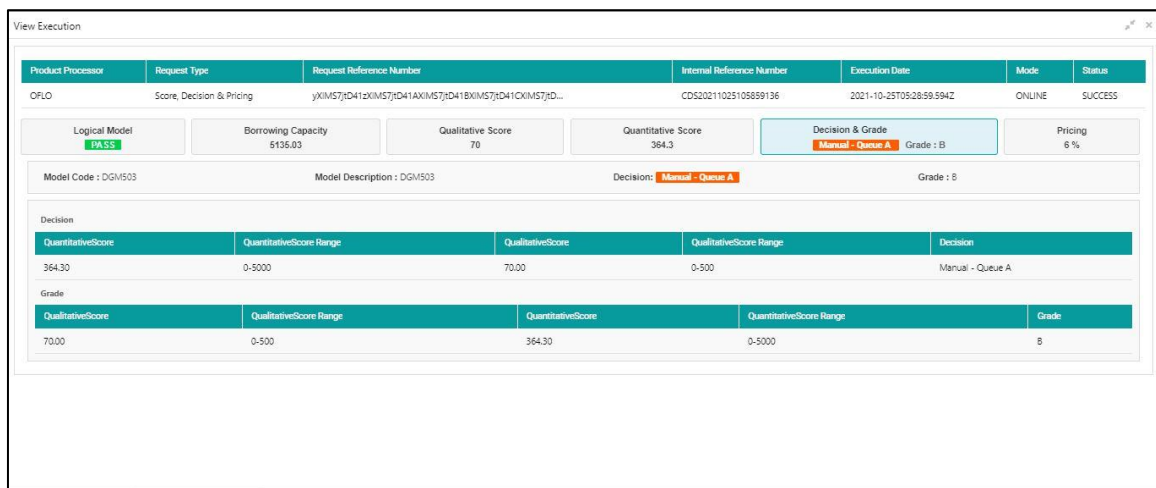 View Execution
Product Processor Request Type Request Reference Number Internal Reference Number Execution Date Mode Status
OFLO Score, Decision & Pricing yXIMS7jtD41zXIMS7jtD41AXIMS7jtD41BXIMS7jtD41CXIMS7jtD... CDS20211025105859136 2021-10-25T05:28:59.594Z ONLINE SUCCESS
Logical Model Borrowing Capacity Qualitative Score Quantitative Score Decision & Grade Pricing
PASS 5135.03 70 364.3 Manual - Queue A Grade : B 6 %
Model Code : DGM503 Model Description : DGM503 Decision: Manual - Queue A Grade : B
Decision
QuantitativeScore QuantitativeScore Range QualitativeScore QualitativeScore Range Decision
364.30 0-5000 70.00 0-500 Manual - Queue A
Grade
QualitativeScore QualitativeScore Range QuantitativeScore QuantitativeScore Range Grade
70.00 0-500 364.30 0-5000 B